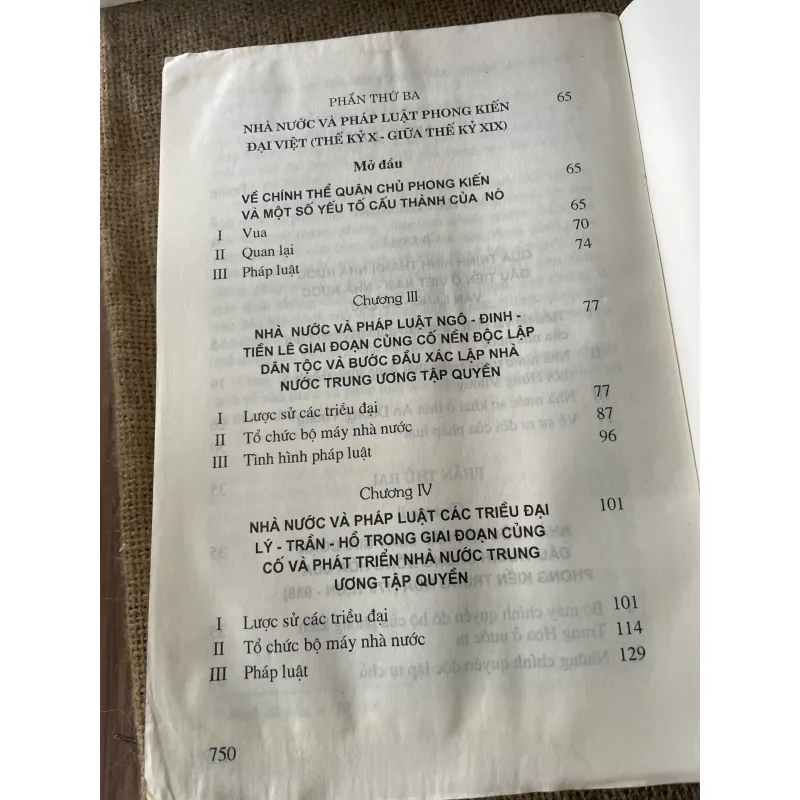 PHẦN THỨ BA
NHÀ NƯỚC VÀ PHÁP LUẬT PHONG KIẾN 65
ĐẠI VIỆT (THẾ KỶ X - GIỮA THẾ KỶ XIX)
Mở đầu
VỀ CHÍNH THỂ QUÂN CHỦ PHONG KIẾN 65
VÀ MỘT SỐ YẾU TỐ CẤU THÀNH CỦA NÓ
I Vua 65
II Quan lại 70
III Pháp luật 74
Chương III
NHÀ NƯỚC VÀ PHÁP LUẬT NGÔ - ĐINH - 77
TIỀN LÊ GIAI ĐOẠN CỦNG CỐ NỀN ĐỘC LẬP
DÂN TỘC VÀ BƯỚC ĐẦU XÁC LẬP NHÀ
NƯỚC TRUNG ƯƠNG TẬP QUYỀN
I Lược sử các triều đại 77
II Tổ chức bộ máy nhà nước 87
III Tình hình pháp luật 96
Chương IV
NHÀ NƯỚC VÀ PHÁP LUẬT CÁC TRIỀU ĐẠI 101
LÝ - TRẦN - HỒ TRONG GIAI ĐOẠN CỦNG
CỐ VÀ PHÁT TRIỂN NHÀ NƯỚC TRUNG
ƯƠNG TẬP QUYỀN
I Lược sử các triều đại 101
II Tổ chức bộ máy nhà nước 114
III Pháp luật 129
750